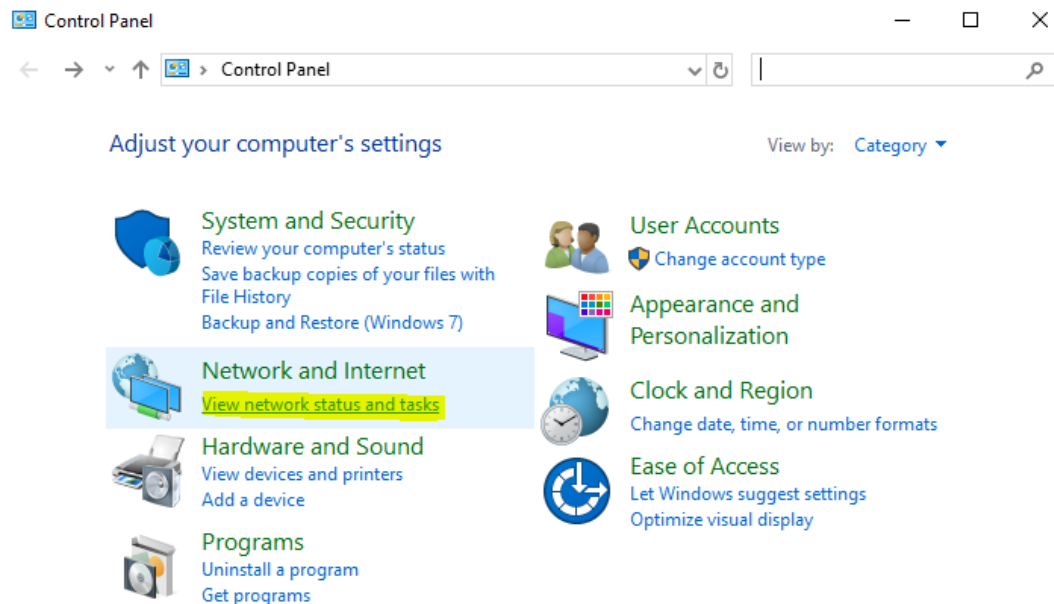 Control Panel
Control Panel
Adjust your computer's settings
View by: Category
System and Security
Review your computer's status
Save backup copies of your files with
File History
Backup and Restore (Windows 7)
Network and Internet
View network status and tasks
Hardware and Sound
View devices and printers
Add a device
Programs
Uninstall a program
Get programs
User Accounts
Change account type
Appearance and
Personalization
Clock and Region
Change date, time, or number formats
Ease of Access
Let Windows suggest settings
Optimize visual display